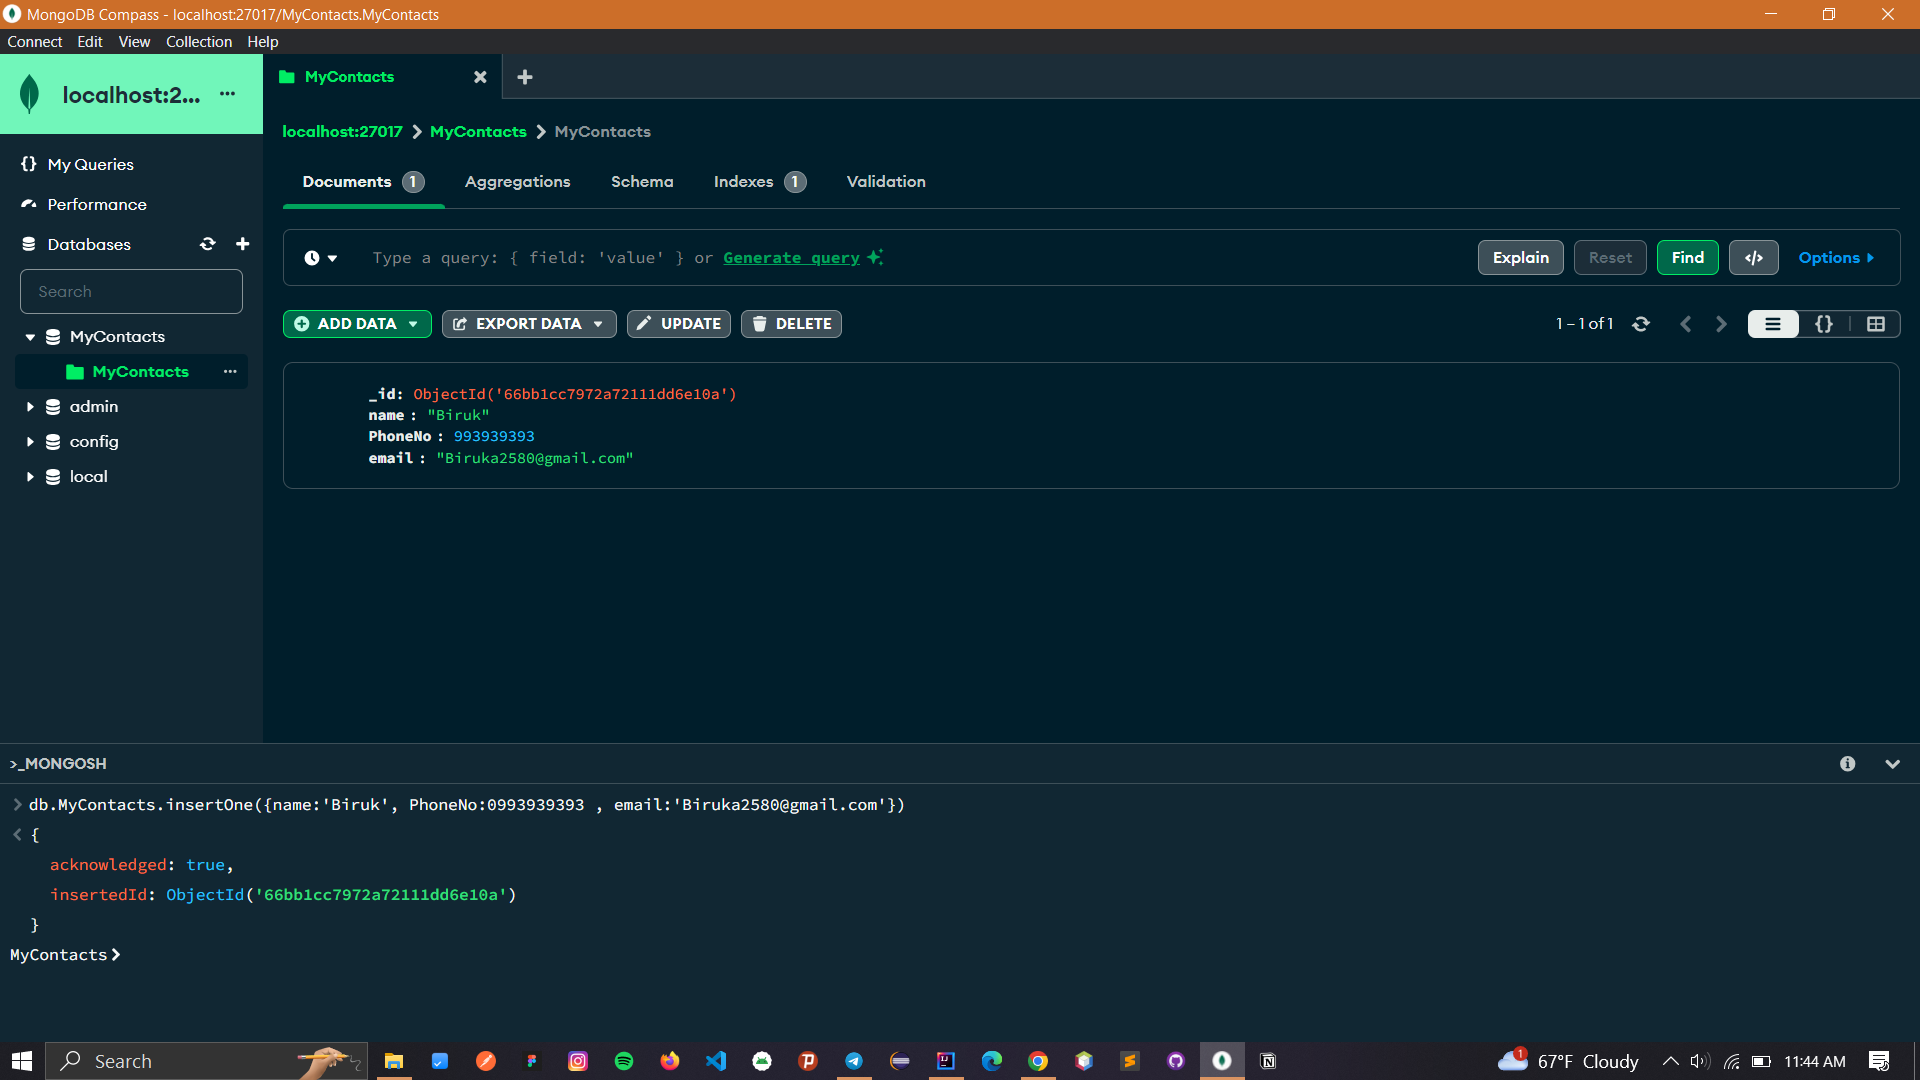 MongoDB Compass - localhost:27017/MyContacts.MyContacts
Connect Edit View Collection Help
localhost:2...
MyContacts
localhost:27017 MyContacts MyContacts
My Queries
Performance
Databases
Search
MyContacts
MyContacts
admin
config
local
Documents 1 Aggregations Schema Indexes 1 Validation
Type a query: { field: 'value' } or Generate query
Explain Reset Find </> Options
ADD DATA EXPORT DATA UPDATE DELETE
1 – 1 of 1
_id: ObjectId('66bb1cc7972a72111dd6e10a')
name : "Biruk"
PhoneNo : 993939393
email : "Biruka2580@gmail.com"
>_MONGOSH
> db.MyContacts.insertOne({name:'Biruk', PhoneNo:0993939393 , email:'Biruka2580@gmail.com'})
< {
acknowledged: true,
insertedId: ObjectId('66bb1cc7972a72111dd6e10a')
}
MyContacts>
Search
1 67°F Cloudy 11:44 AM